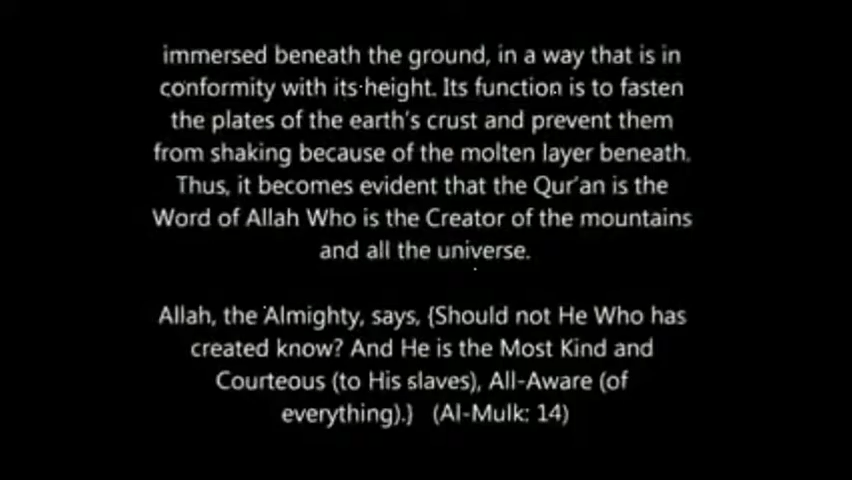 immersed beneath the ground, in a way that is in
conformity with its height. Its function is to fasten
the plates of the earth's crust and prevent them
from shaking because of the molten layer beneath.
Thus, it becomes evident that the Qur'an is the
Word of Allah Who is the Creator of the mountains
and all the universe.
Allah, the Almighty, says, {Should not He Who has
created know? And He is the Most Kind and
Courteous (to His slaves), All-Aware (of
everything).} (Al-Mulk: 14)